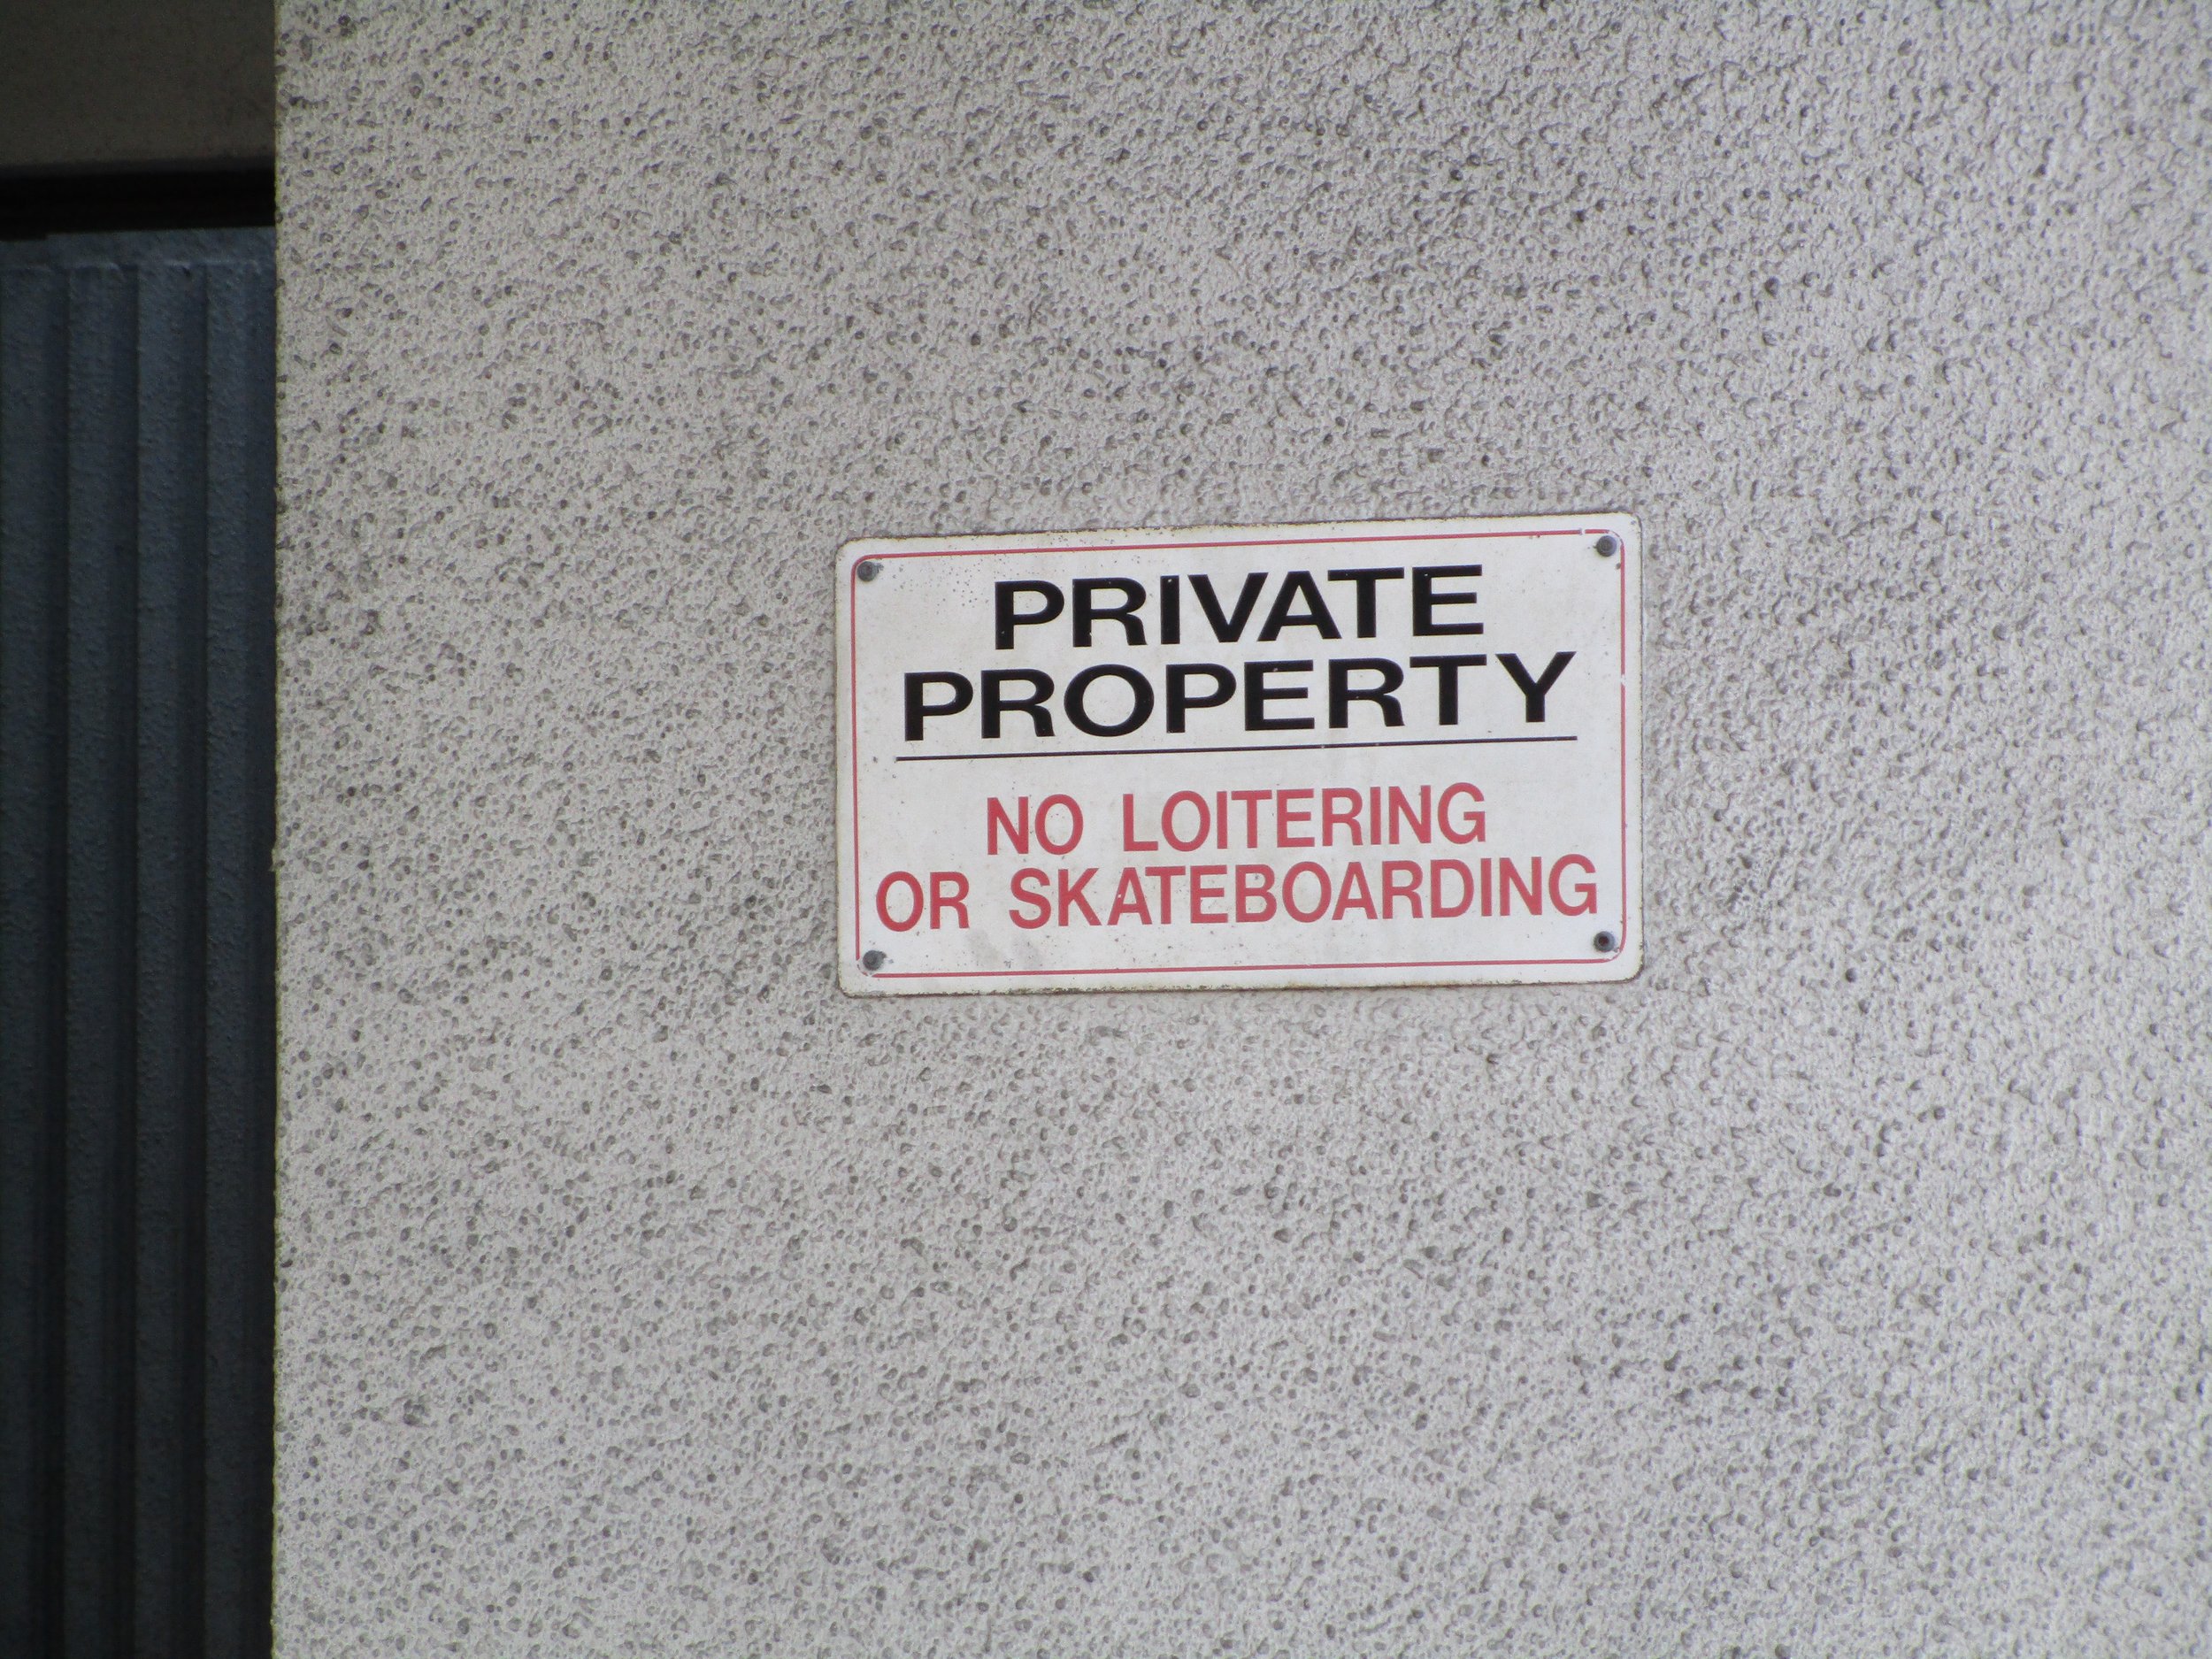 PRIVATE
PROPERTY
NO LOITERING
OR SKATEBOARDING